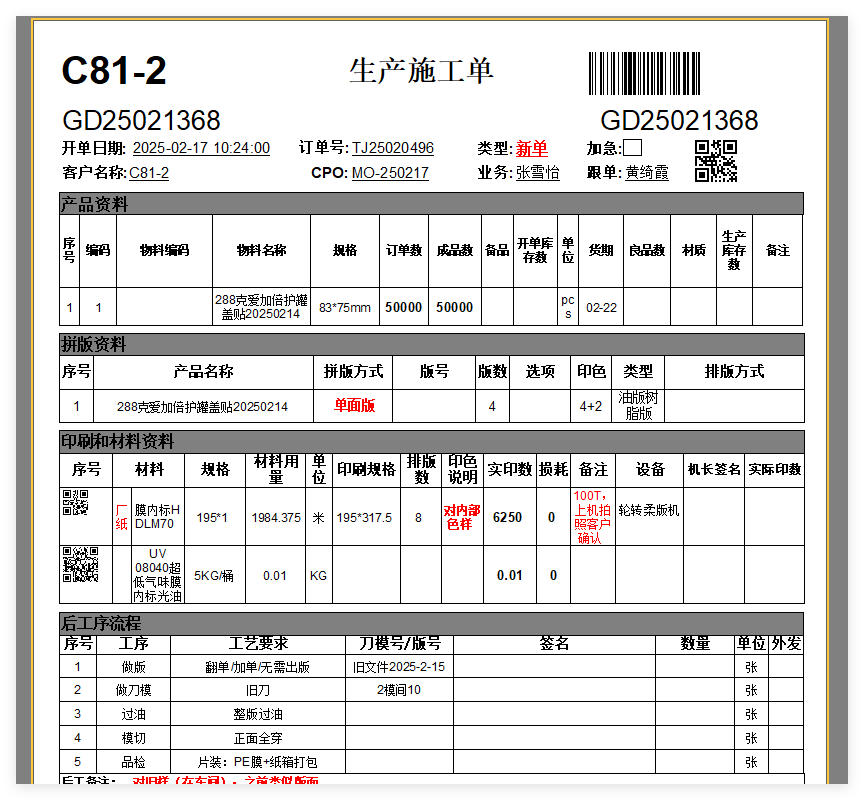 C81-2
生产施工单
GD25021368
GD25021368
开单日期: 2025-02-17 10:24:00 订单号: TJ25020496 类型: 新单 加急:
客户名称: C81-2 CPO: MO-250217 业务: 张雪怡 跟单: 黄绮霞
产品资料
序号 编码 物料编码 物料名称 规格 订单数 成品数 备品 开单库存数 单位 货期 良品数 材质 生产库存数 备注
1 1 288克爱加倍护罐盖贴20250214 83*75mm 50000 50000 pcs 02-22
拼版资料
序号 产品名称 拼版方式 版号 版数 选项 印色 类型 排版方式
1 288克爱加倍护罐盖贴20250214 单面版 4 4+2 油版树脂版
印刷和材料资料
序号 材料 规格 材料用量 单位 印刷规格 排版数 印色说明 实印数 损耗 备注 设备 机长签名 实际印数
厂纸 膜内标HDLM70 195*1 1984.375 米 195*317.5 8 对内部色样 6250 0 100T，上机拍照客户确认 轮转柔版机
UV08040超低气味膜内标光油 5KG/桶 0.01 KG 0.01 0
后工序流程
序号 工序 工艺要求 刀模号/版号 签名 数量 单位 外发
1 做版 翻单/加单/无需出版 旧文件2025-2-15 张
2 做刀模 旧刀 2模间10 张
3 过油 整版过油 张
4 模切 正面全穿 张
5 品检 片装：PE膜+纸箱打包 张
后工备注： 对旧样（在车间），之前类似版面